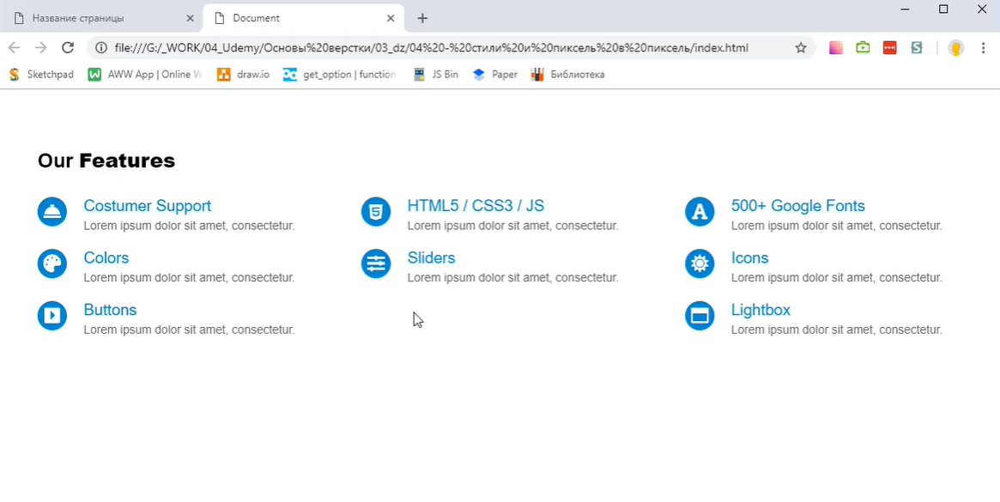 Название страницы
Document
file:///G:/_WORK/04_Udemy/Основы%20верстки/03_dz/04%20-%20стили%20и%20пиксель%20в%20пиксель/index.html
Sketchpad
AWW App | Online W
draw.io
get_option | function
JS Bin
Paper
Библиотека
Our Features
Costumer Support
Lorem ipsum dolor sit amet, consectetur.
HTML5 / CSS3 / JS
Lorem ipsum dolor sit amet, consectetur.
500+ Google Fonts
Lorem ipsum dolor sit amet, consectetur.
Colors
Lorem ipsum dolor sit amet, consectetur.
Sliders
Lorem ipsum dolor sit amet, consectetur.
Icons
Lorem ipsum dolor sit amet, consectetur.
Buttons
Lorem ipsum dolor sit amet, consectetur.
Lightbox
Lorem ipsum dolor sit amet, consectetur.